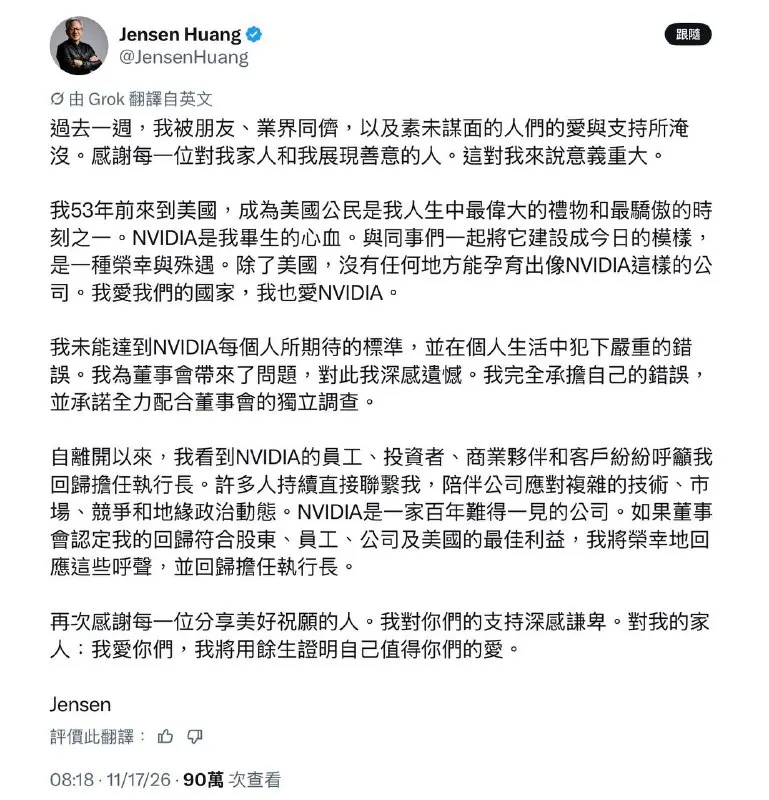 Jensen Huang
跟隨
@JensenHuang
由 Grok 翻譯自英文
過去一週，我被朋友、業界同儕，以及素未謀面的人們的愛與支持所淹
沒。感謝每一位對我家人和我展現善意的人。這對我來說意義重大。
我53年前來到美國，成為美國公民是我人生中最偉大的禮物和最驕傲的時
刻之一。NVIDIA是我畢生的心血。與同事們一起將它建設成今日的模樣，
是一種榮幸與殊遇。除了美國，沒有任何地方能孕育出像NVIDIA這樣的公
司。我愛我們的國家，我也愛NVIDIA。
我未能達到NVIDIA每個人所期待的標準，並在個人生活中犯下嚴重的錯
誤。我為董事會帶來了問題，對此我深感遺憾。我完全承擔自己的錯誤，
並承諾全力配合董事會的獨立調查。
自離開以來，我看到NVIDIA的員工、投資者、商業夥伴和客戶紛紛呼籲我
回歸擔任執行長。許多人持續直接聯繫我，陪伴公司應對複雜的技術、市
場、競爭和地緣政治動態。NVIDIA是一家百年難得一見的公司。如果董事
會認定我的回歸符合股東、員工、公司及美國的最佳利益，我將榮幸地回
應這些呼聲，並回歸擔任執行長。
再次感謝每一位分享美好祝願的人。我對你們的支持深感謙卑。對我的家
人：我愛你們，我將用餘生證明自己值得你們的愛。
Jensen
評價此翻譯：
08:18 · 11/17/26 · 90萬 次查看